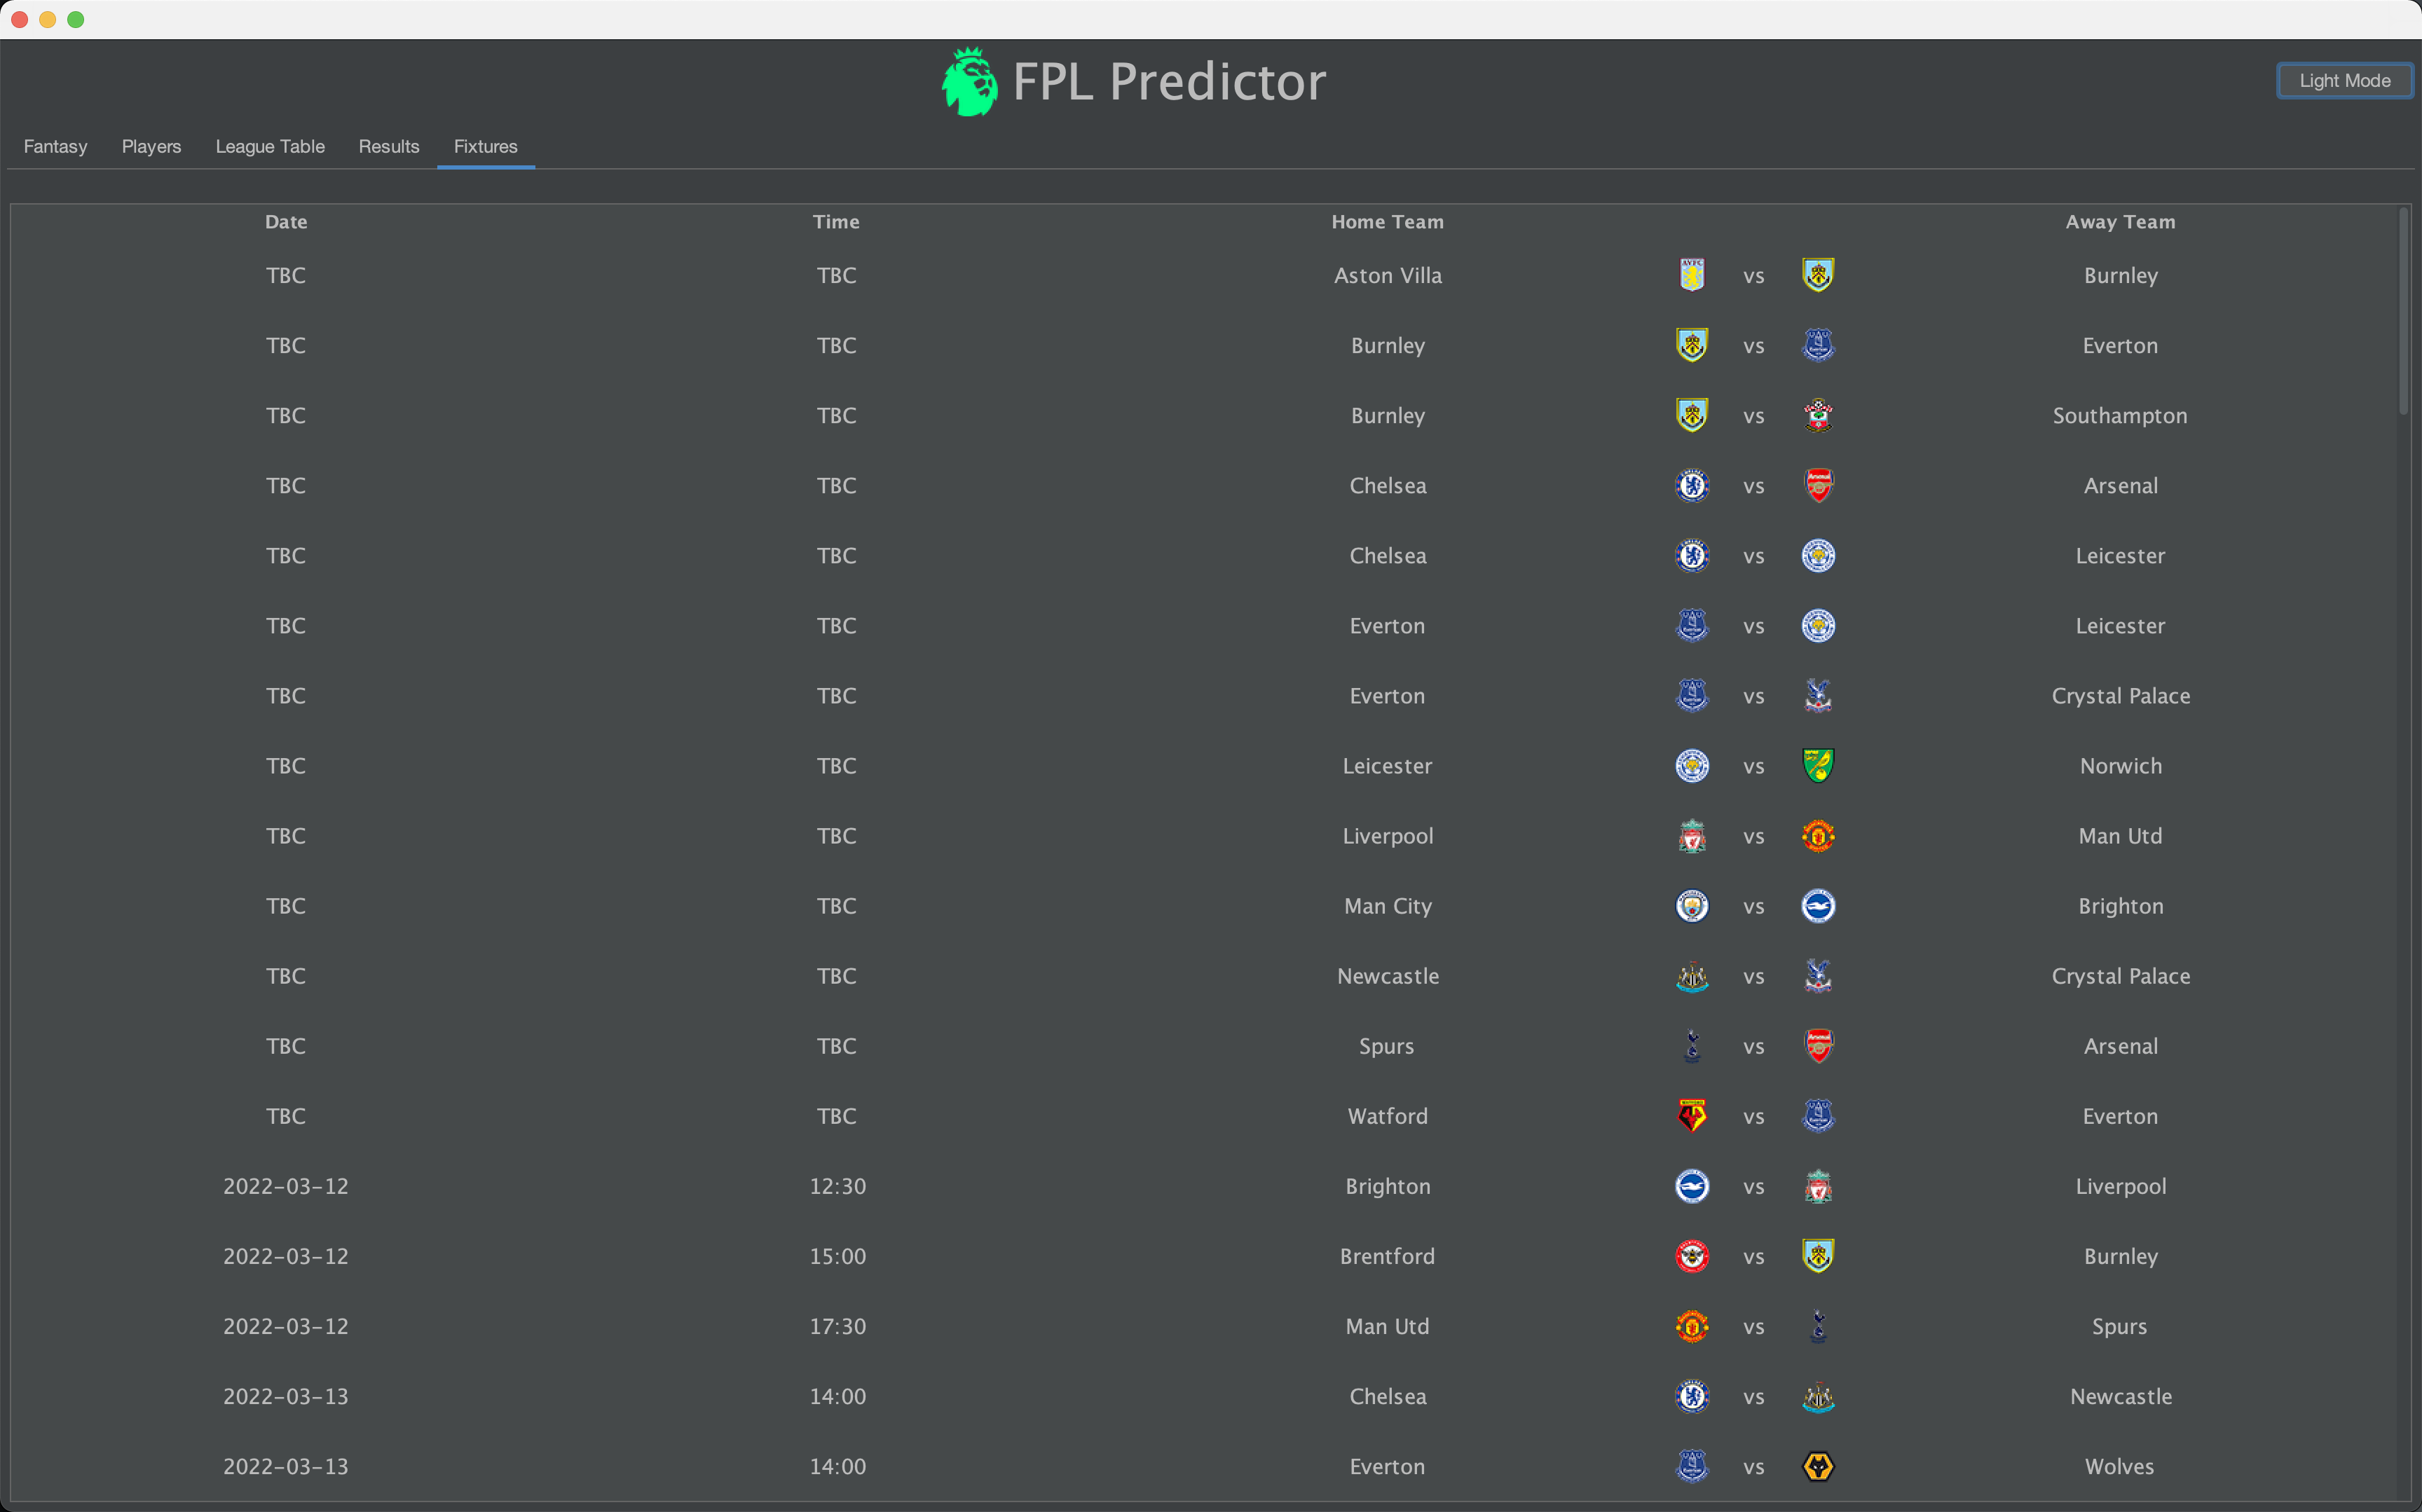 FPL Predictor
Light Mode
Fantasy Players League Table Results Fixtures
Date Time Home Team Away Team
TBC TBC Aston Villa vs Burnley
TBC TBC Burnley vs Everton
TBC TBC Burnley vs Southampton
TBC TBC Chelsea vs Arsenal
TBC TBC Chelsea vs Leicester
TBC TBC Everton vs Leicester
TBC TBC Everton vs Crystal Palace
TBC TBC Leicester vs Norwich
TBC TBC Liverpool vs Man Utd
TBC TBC Man City vs Brighton
TBC TBC Newcastle vs Crystal Palace
TBC TBC Spurs vs Arsenal
TBC TBC Watford vs Everton
2022-03-12 12:30 Brighton vs Liverpool
2022-03-12 15:00 Brentford vs Burnley
2022-03-12 17:30 Man Utd vs Spurs
2022-03-13 14:00 Chelsea vs Newcastle
2022-03-13 14:00 Everton vs Wolves